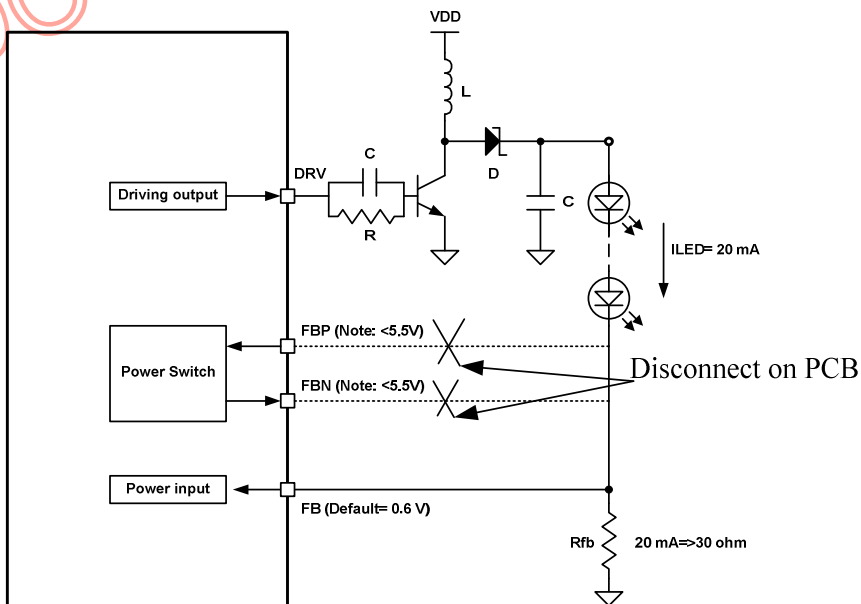 VDD
L
C
DRV
D
Driving output
C
R
ILED= 20 mA
FBP (Note: <5.5V)
Power Switch
Disconnect on PCB
FBN (Note: <5.5V)
Power input
FB (Default= 0.6 V)
Rfb
20 mA=>30 ohm